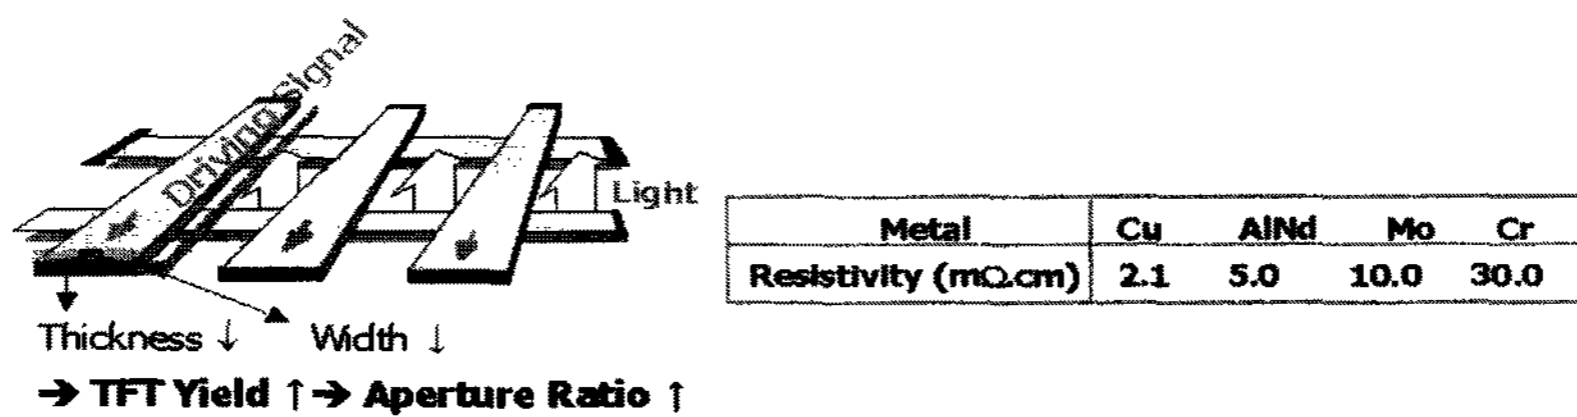 Driving Signal
Light
Thickness ↓ Width ↓
→ TFT Yield ↑ → Aperture Ratio ↑
Metal Cu AlNd Mo Cr
Resistivity (mΩ.cm) 2.1 5.0 10.0 30.0